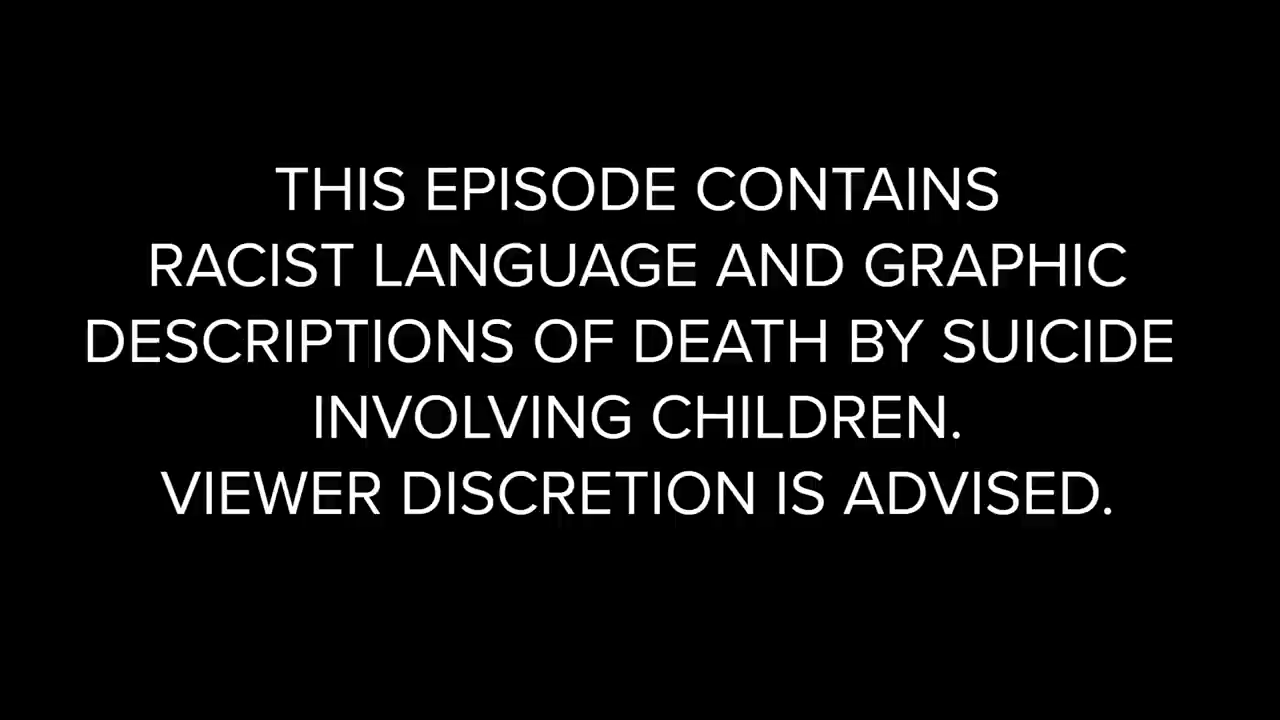 THIS EPISODE CONTAINS
RACIST LANGUAGE AND GRAPHIC
DESCRIPTIONS OF DEATH BY SUICIDE
INVOLVING CHILDREN.
VIEWER DISCRETION IS ADVISED.